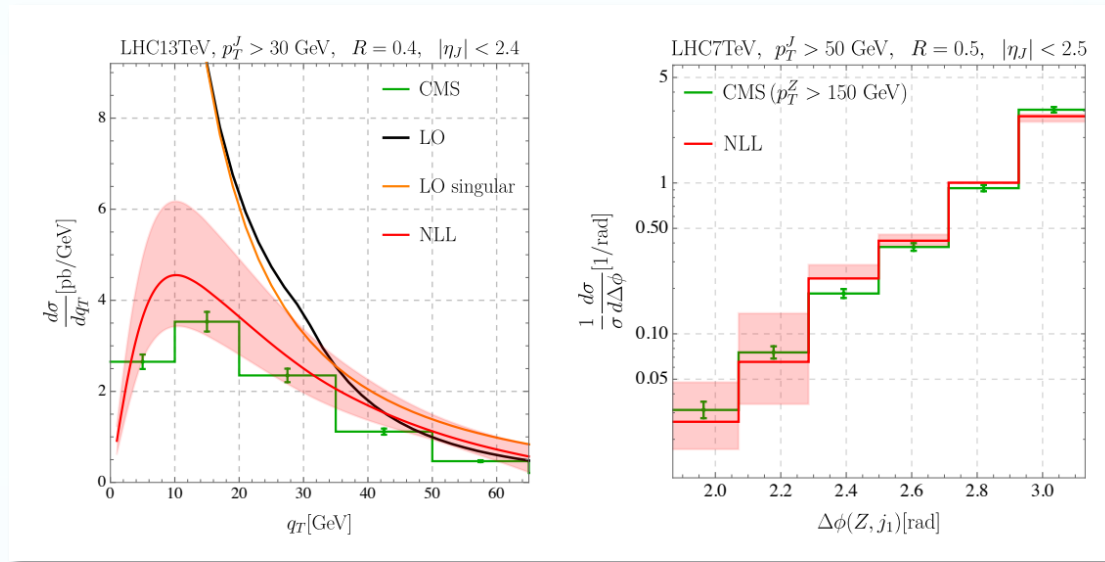 LHC13TeV, p_T^J > 30 GeV, R = 0.4, |η_J| < 2.4
CMS
LO
LO singular
NLL
dσ/dq_T [pb/GeV]
8
6
4
2
0
0 10 20 30 40 50 60
q_T[GeV]
LHC7TeV, p_T^J > 50 GeV, R = 0.5, |η_J| < 2.5
CMS (p_T^Z > 150 GeV)
NLL
1/σ dσ/dΔφ [1/rad]
5
1
0.50
0.10
0.05
2.0 2.2 2.4 2.6 2.8 3.0
Δφ(Z, j_1)[rad]